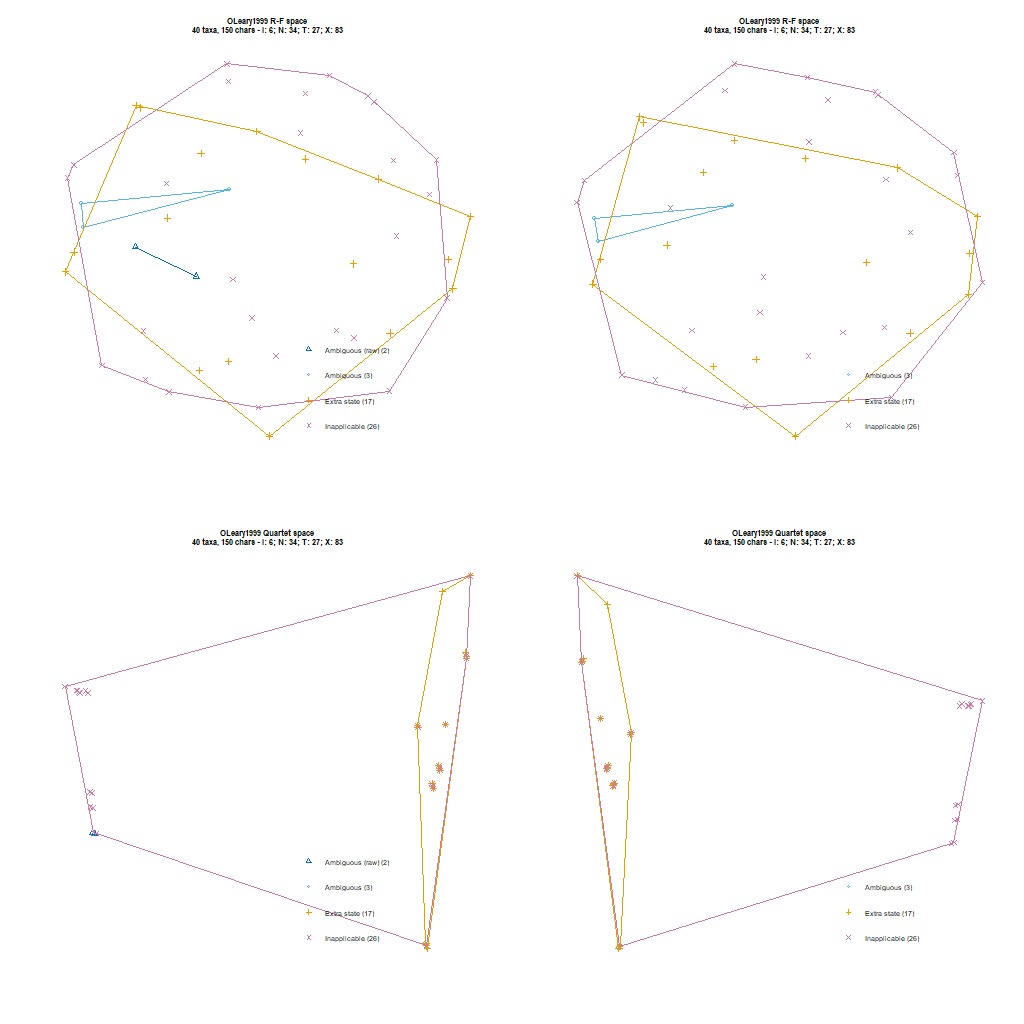 OLeary1999 R-F space
40 taxa, 150 chars - I: 6; N: 34; T: 27; X: 83
Ambiguous (raw) (2)
Ambiguous (3)
Extra state (17)
Inapplicable (26)
OLeary1999 R-F space
40 taxa, 150 chars - I: 6; N: 34; T: 27; X: 83
Ambiguous (3)
Extra state (17)
Inapplicable (26)
OLeary1999 Quartet space
40 taxa, 150 chars - I: 6; N: 34; T: 27; X: 83
Ambiguous (raw) (2)
Ambiguous (3)
Extra state (17)
Inapplicable (26)
OLeary1999 Quartet space
40 taxa, 150 chars - I: 6; N: 34; T: 27; X: 83
Ambiguous (3)
Extra state (17)
Inapplicable (26)